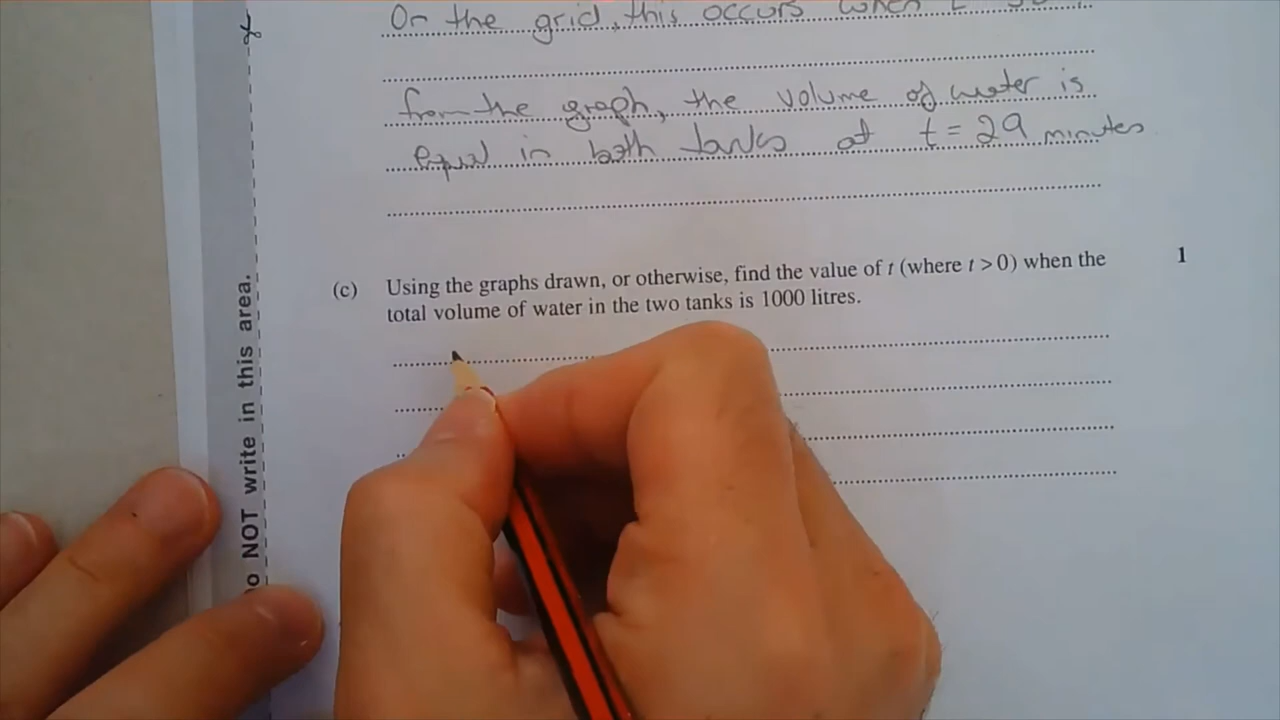 On the grid, this occurs when t
from the graph, the volume of water is
equal in both tanks at t = 29 minutes
(c) Using the graphs drawn, or otherwise, find the value of t (where t > 0) when the 1
total volume of water in the two tanks is 1000 litres.
o NOT write in this area.